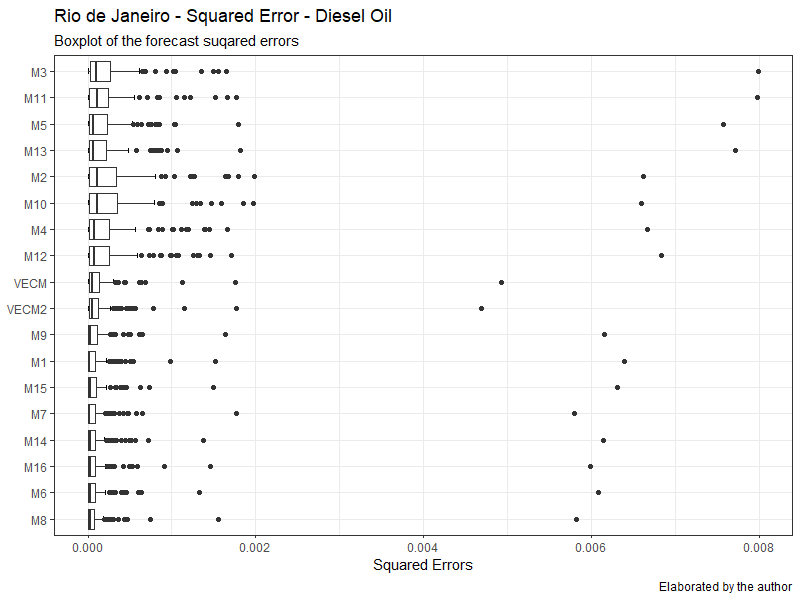 Rio de Janeiro - Squared Error - Diesel Oil
Boxplot of the forecast suqared errors
M3
M11
M5
M13
M2
M10
M4
M12
VECM
VECM2
M9
M1
M15
M7
M14
M16
M6
M8
0.000 0.002 0.004 0.006 0.008
Squared Errors
Elaborated by the author